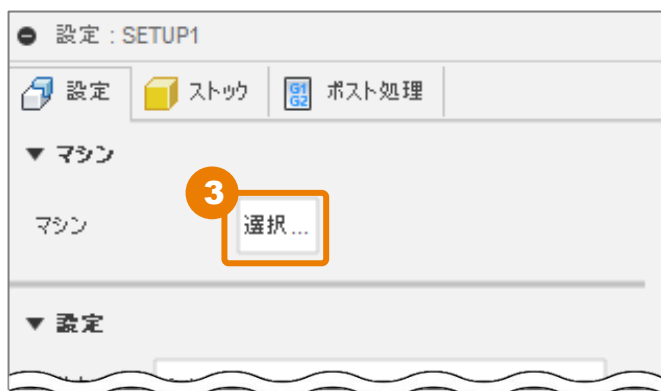 設定 : SETUP1
設定 ストック G1 G2 ポスト処理
▼ マシン
3
マシン 選択...
▼ 設定